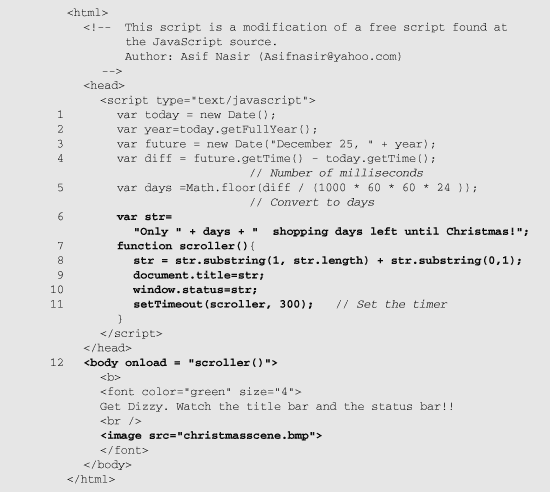 <html>
<!-- This script is a modification of a free script found at
the JavaScript source.
Author: Asif Nasir (Asifnasir@yahoo.com)
-->
<head>
<script type="text/javascript">
1 var today = new Date();
2 var year=today.getFullYear();
3 var future = new Date("December 25, " + year);
4 var diff = future.getTime() - today.getTime();
// Number of milliseconds
5 var days =Math.floor(diff / (1000 * 60 * 60 * 24 ));
// Convert to days
6 var str=
"Only " + days + " shopping days left until Christmas!";
7 function scroller(){
8 str = str.substring(1, str.length) + str.substring(0,1);
9 document.title=str;
10 window.status=str;
11 setTimeout(scroller, 300); // Set the timer
}
</script>
</head>
12 <body onload = "scroller()">
<b>
<font color="green" size="4">
Get Dizzy. Watch the title bar and the status bar!!
<br />
<image src="christmasscene.bmp">
</font>
</body>
</html>